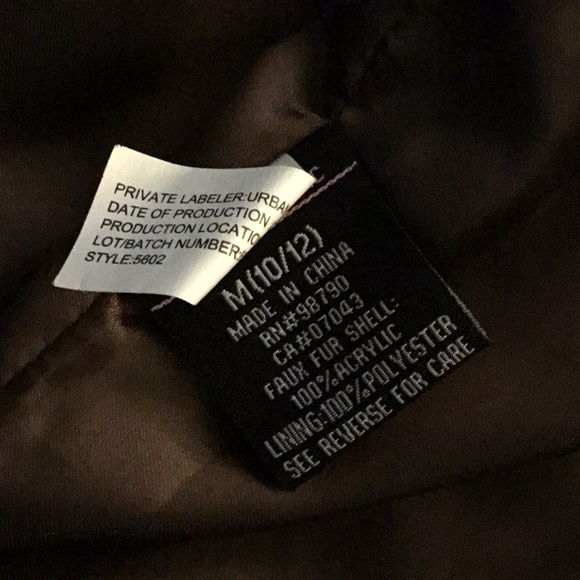 PRIVATE LABELER:URBA
DATE OF PRODUCTION
PRODUCTION LOCATIO
LOT/BATCH NUMBER:
STYLE:5602
C
M(10/12)
MADE IN CHINA
RN#98790
CA#07043
FAUX FUR SHELL:
100%ACRYLIC
LINING:100%POLYESTER
SEE REVERSE FOR CARE